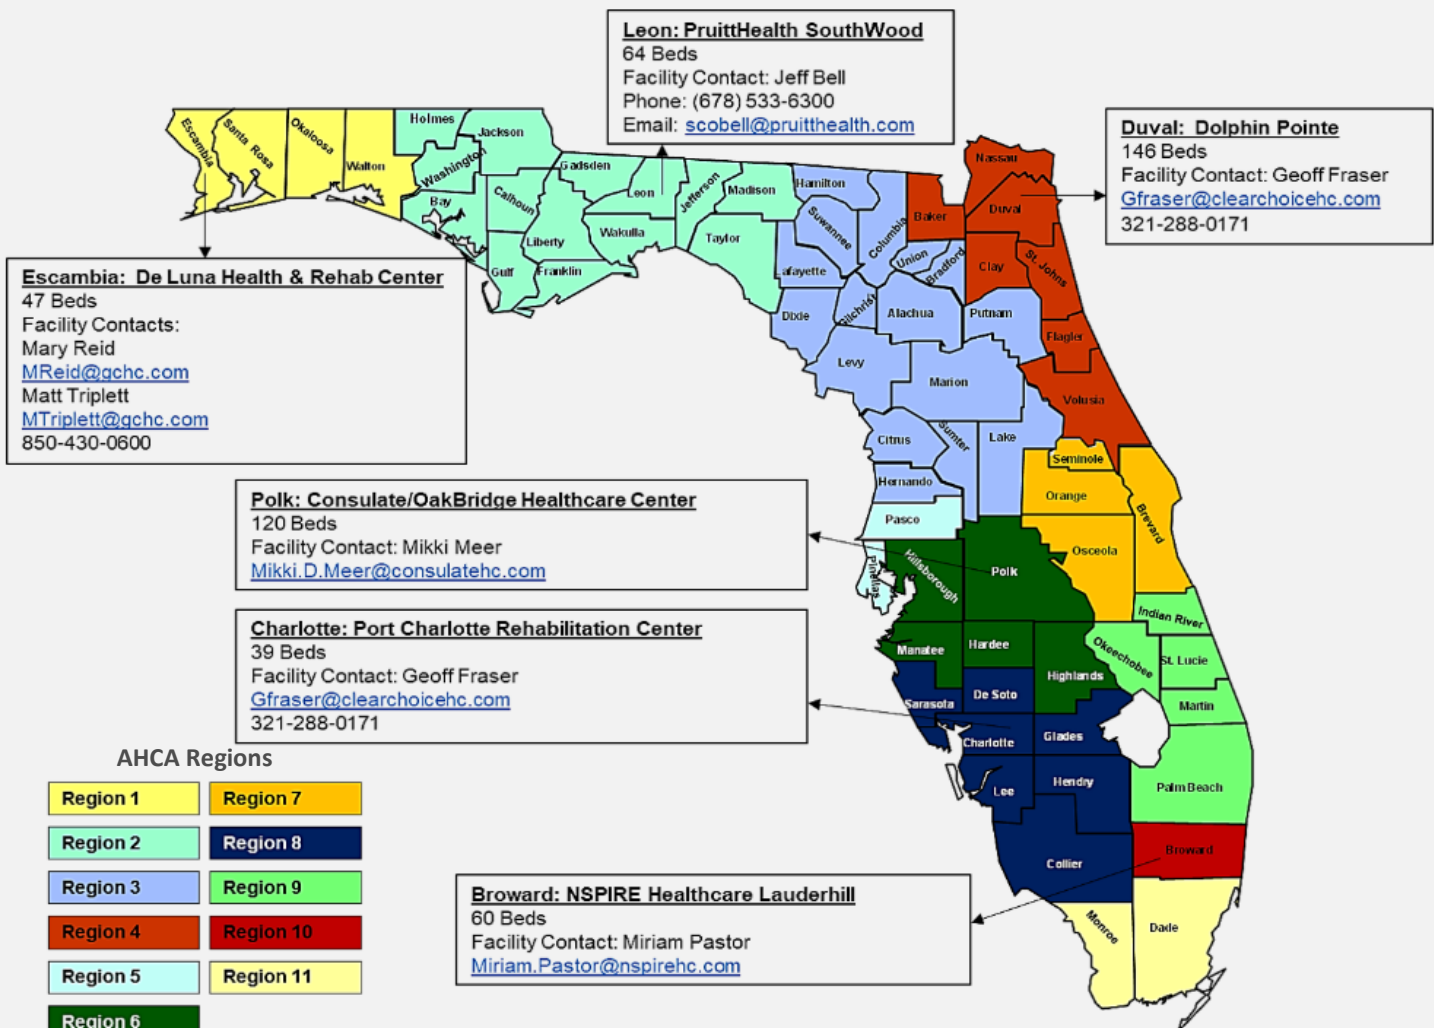 Leon: PruittHealth SouthWood
64 Beds
Facility Contact: Jeff Bell
Phone: (678) 533-6300
Email: scobell@pruitthealth.com
Duval: Dolphin Pointe
146 Beds
Facility Contact: Geoff Fraser
Gfraser@clearchoicehc.com
321-288-0171
Escambia
Santa Rosa
Okaloosa
Walton
Holmes
Jackson
Washington
Bay
Calhoun
Gulf
Liberty
Franklin
Gadsden
Leon
Wakulla
Jefferson
Madison
Taylor
Hamilton
Suwannee
Columbia
Lafayette
Dixie
Gilchrist
Union
Bradford
Alachua
Putnam
Levy
Marion
Citrus
Sumter
Lake
Hernando
Nassau
Baker
Duval
Clay
St. Johns
Flagler
Volusia
Escambia: De Luna Health & Rehab Center
47 Beds
Facility Contacts:
Mary Reid
MReid@gchc.com
Matt Triplett
MTriplett@gchc.com
850-430-0600
Seminole
Orange
Osceola
Brevard
Pasco
Pinellas
Hillsborough
Polk
Manatee
Hardee
Highlands
Indian River
Okeechobee
St. Lucie
Martin
Palm Beach
Sarasota
De Soto
Charlotte
Glades
Lee
Hendry
Collier
Broward
Monroe
Dade
Polk: Consulate/OakBridge Healthcare Center
120 Beds
Facility Contact: Mikki Meer
Mikki.D.Meer@consulatehc.com
Charlotte: Port Charlotte Rehabilitation Center
39 Beds
Facility Contact: Geoff Fraser
Gfraser@clearchoicehc.com
321-288-0171
Broward: NSPIRE Healthcare Lauderhill
60 Beds
Facility Contact: Miriam Pastor
Miriam.Pastor@nspirehc.com
AHCA Regions
Region 1
Region 2
Region 3
Region 4
Region 5
Region 6
Region 7
Region 8
Region 9
Region 10
Region 11